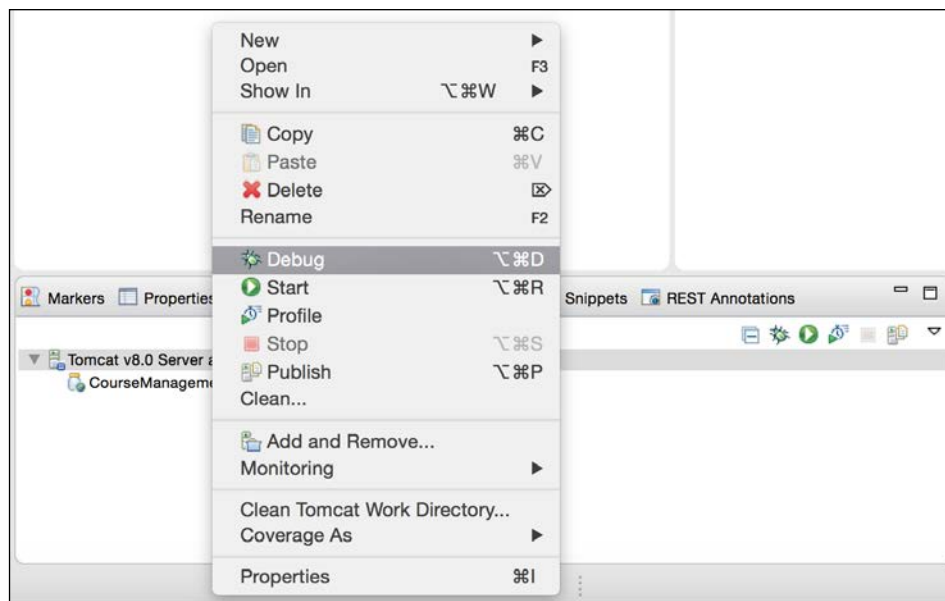 New
Open F3
Show In ⌥⌘W
Copy ⌘C
Paste ⌘V
Delete ⌦
Rename F2
Debug ⌥⌘D
Start ⌥⌘R
Profile
Stop ⌥⌘S
Publish ⌥⌘P
Clean...
Add and Remove...
Monitoring
Clean Tomcat Work Directory...
Coverage As
Properties ⌘I
Markers Properties Snippets REST Annotations
Tomcat v8.0 Server a
CourseManageme